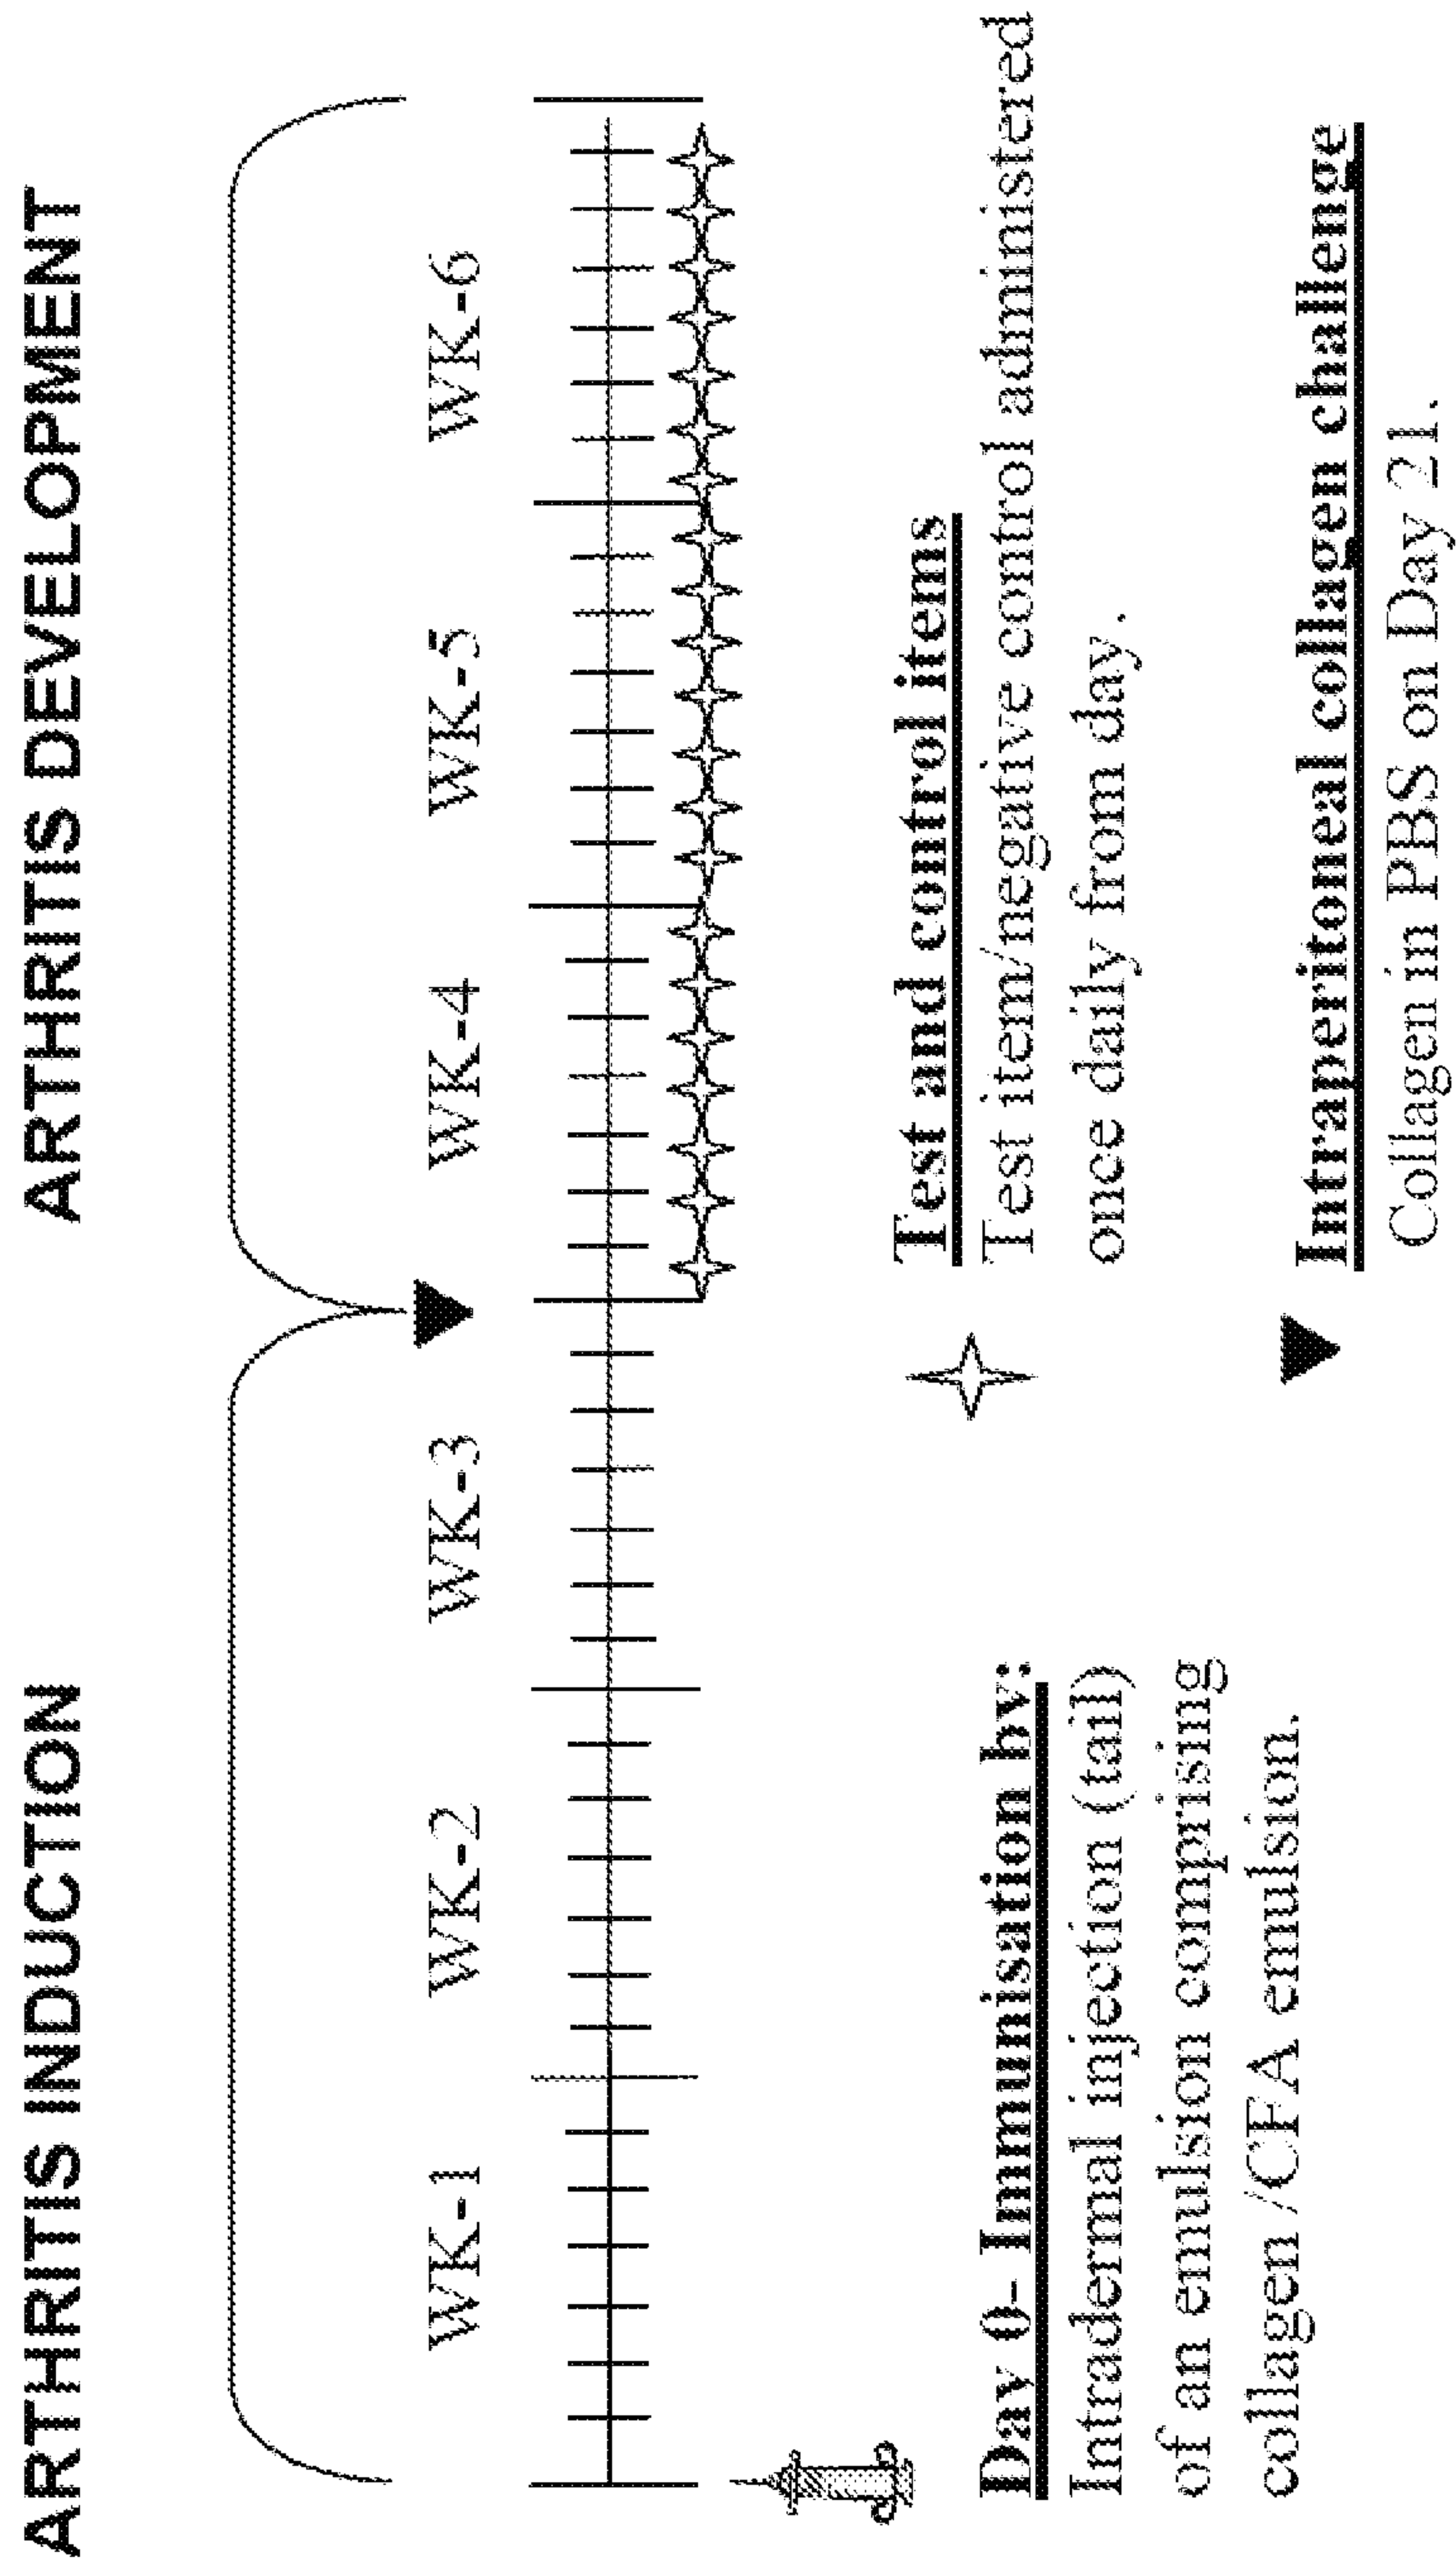 ARTHRITIS INDUCTION
ARTHRITIS DEVELOPMENT
WK-1
WK-2
WK-3
WK-4
WK-5
WK-6
Day 0- Immunisation by:
Intradermal injection (tail)
of an emulsion comprising
collagen /CFA emulsion.
Test and control items
Test item/negative control administered
once daily from day.
Intraperitoneal collagen challenge
Collagen in PBS on Day 21.